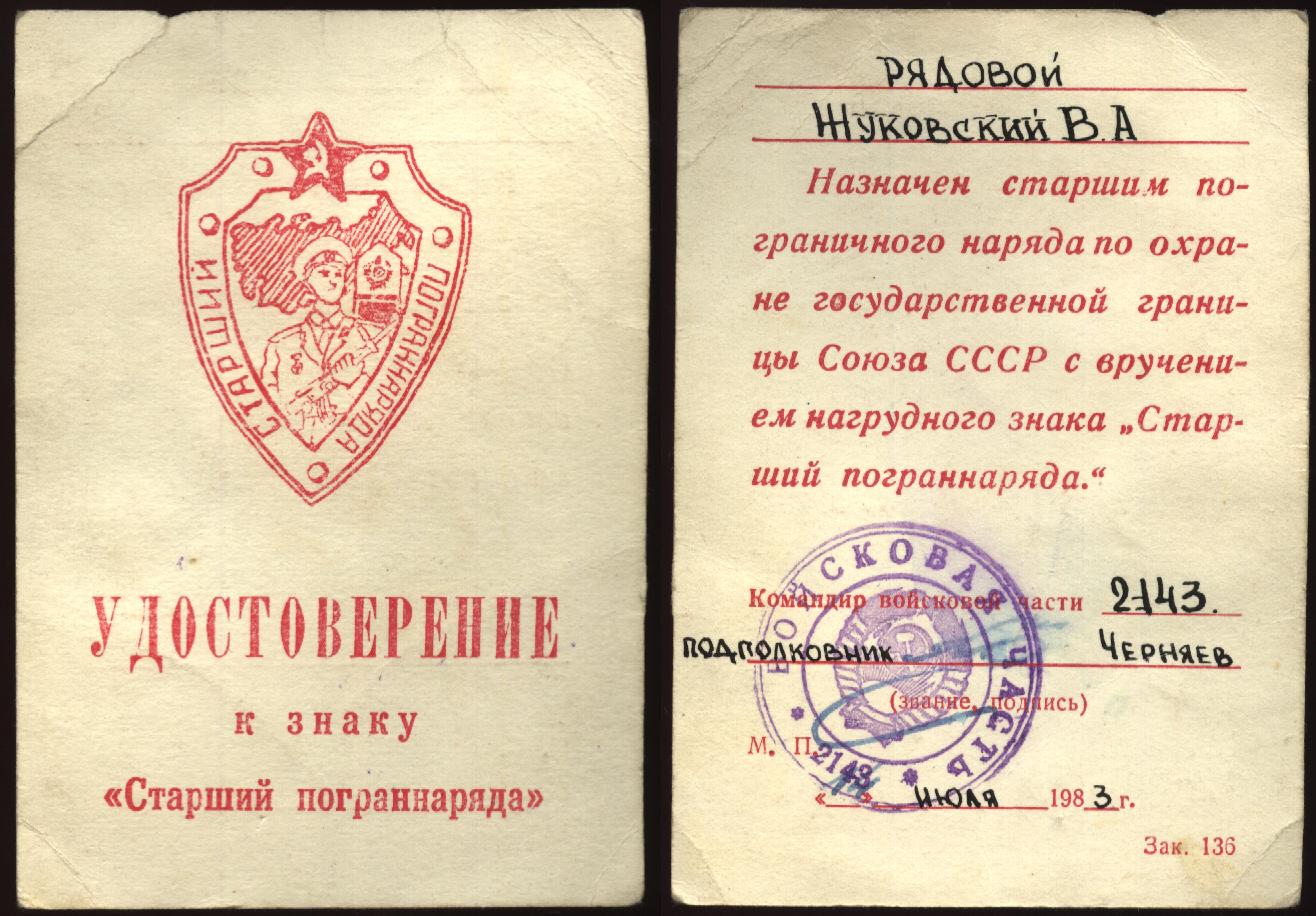 СТАРШИЙ
ПОГРАННАРЯДА
УДОСТОВЕРЕНИЕ
к знаку
«Старший пограннаряда»
РЯДОВОЙ
ЖУКОВСКИЙ В.А
Назначен старшим по-
граничного наряда по охра-
не государственной грани-
цы Союза СССР с вручени-
ем нагрудного знака „Стар-
ший пограннаряда.“
Командир войсковой части 2143.
ПОДПОЛКОВНИК ЧЕРНЯЕВ
(звание, подпись)
М. П.
ВОЙСКОВАЯ ЧАСТЬ
2143
« » ИЮЛЯ 1983 г.
Зак. 136